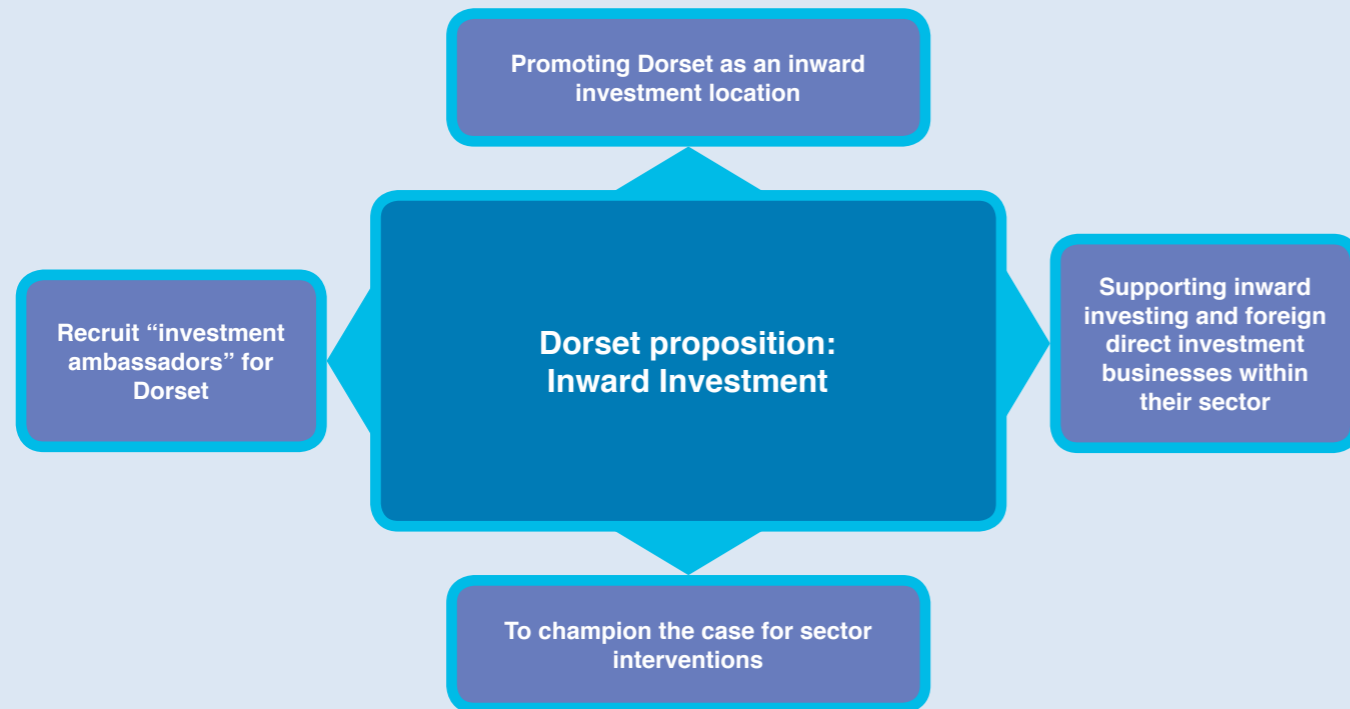 Promoting Dorset as an inward
investment location
Recruit “investment
ambassadors” for
Dorset
Dorset proposition:
Inward Investment
Supporting inward
investing and foreign
direct investment
businesses within
their sector
To champion the case for sector
interventions